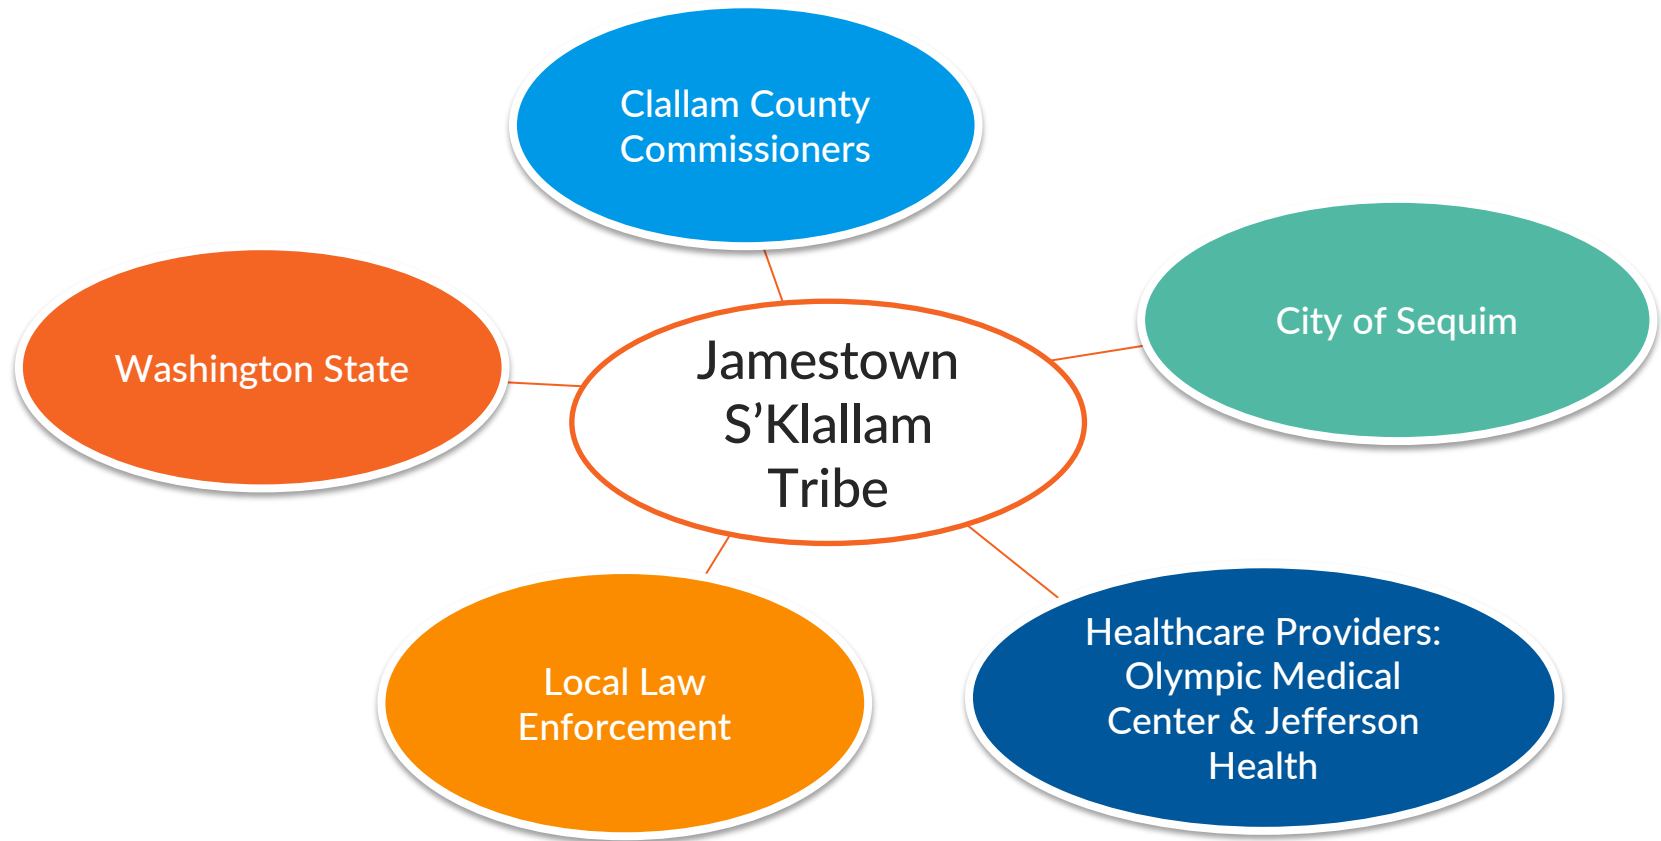 Clallam County
Commissioners
City of Sequim
Washington State
Jamestown
S’Klallam
Tribe
Healthcare Providers:
Olympic Medical
Center & Jefferson
Health
Local Law
Enforcement